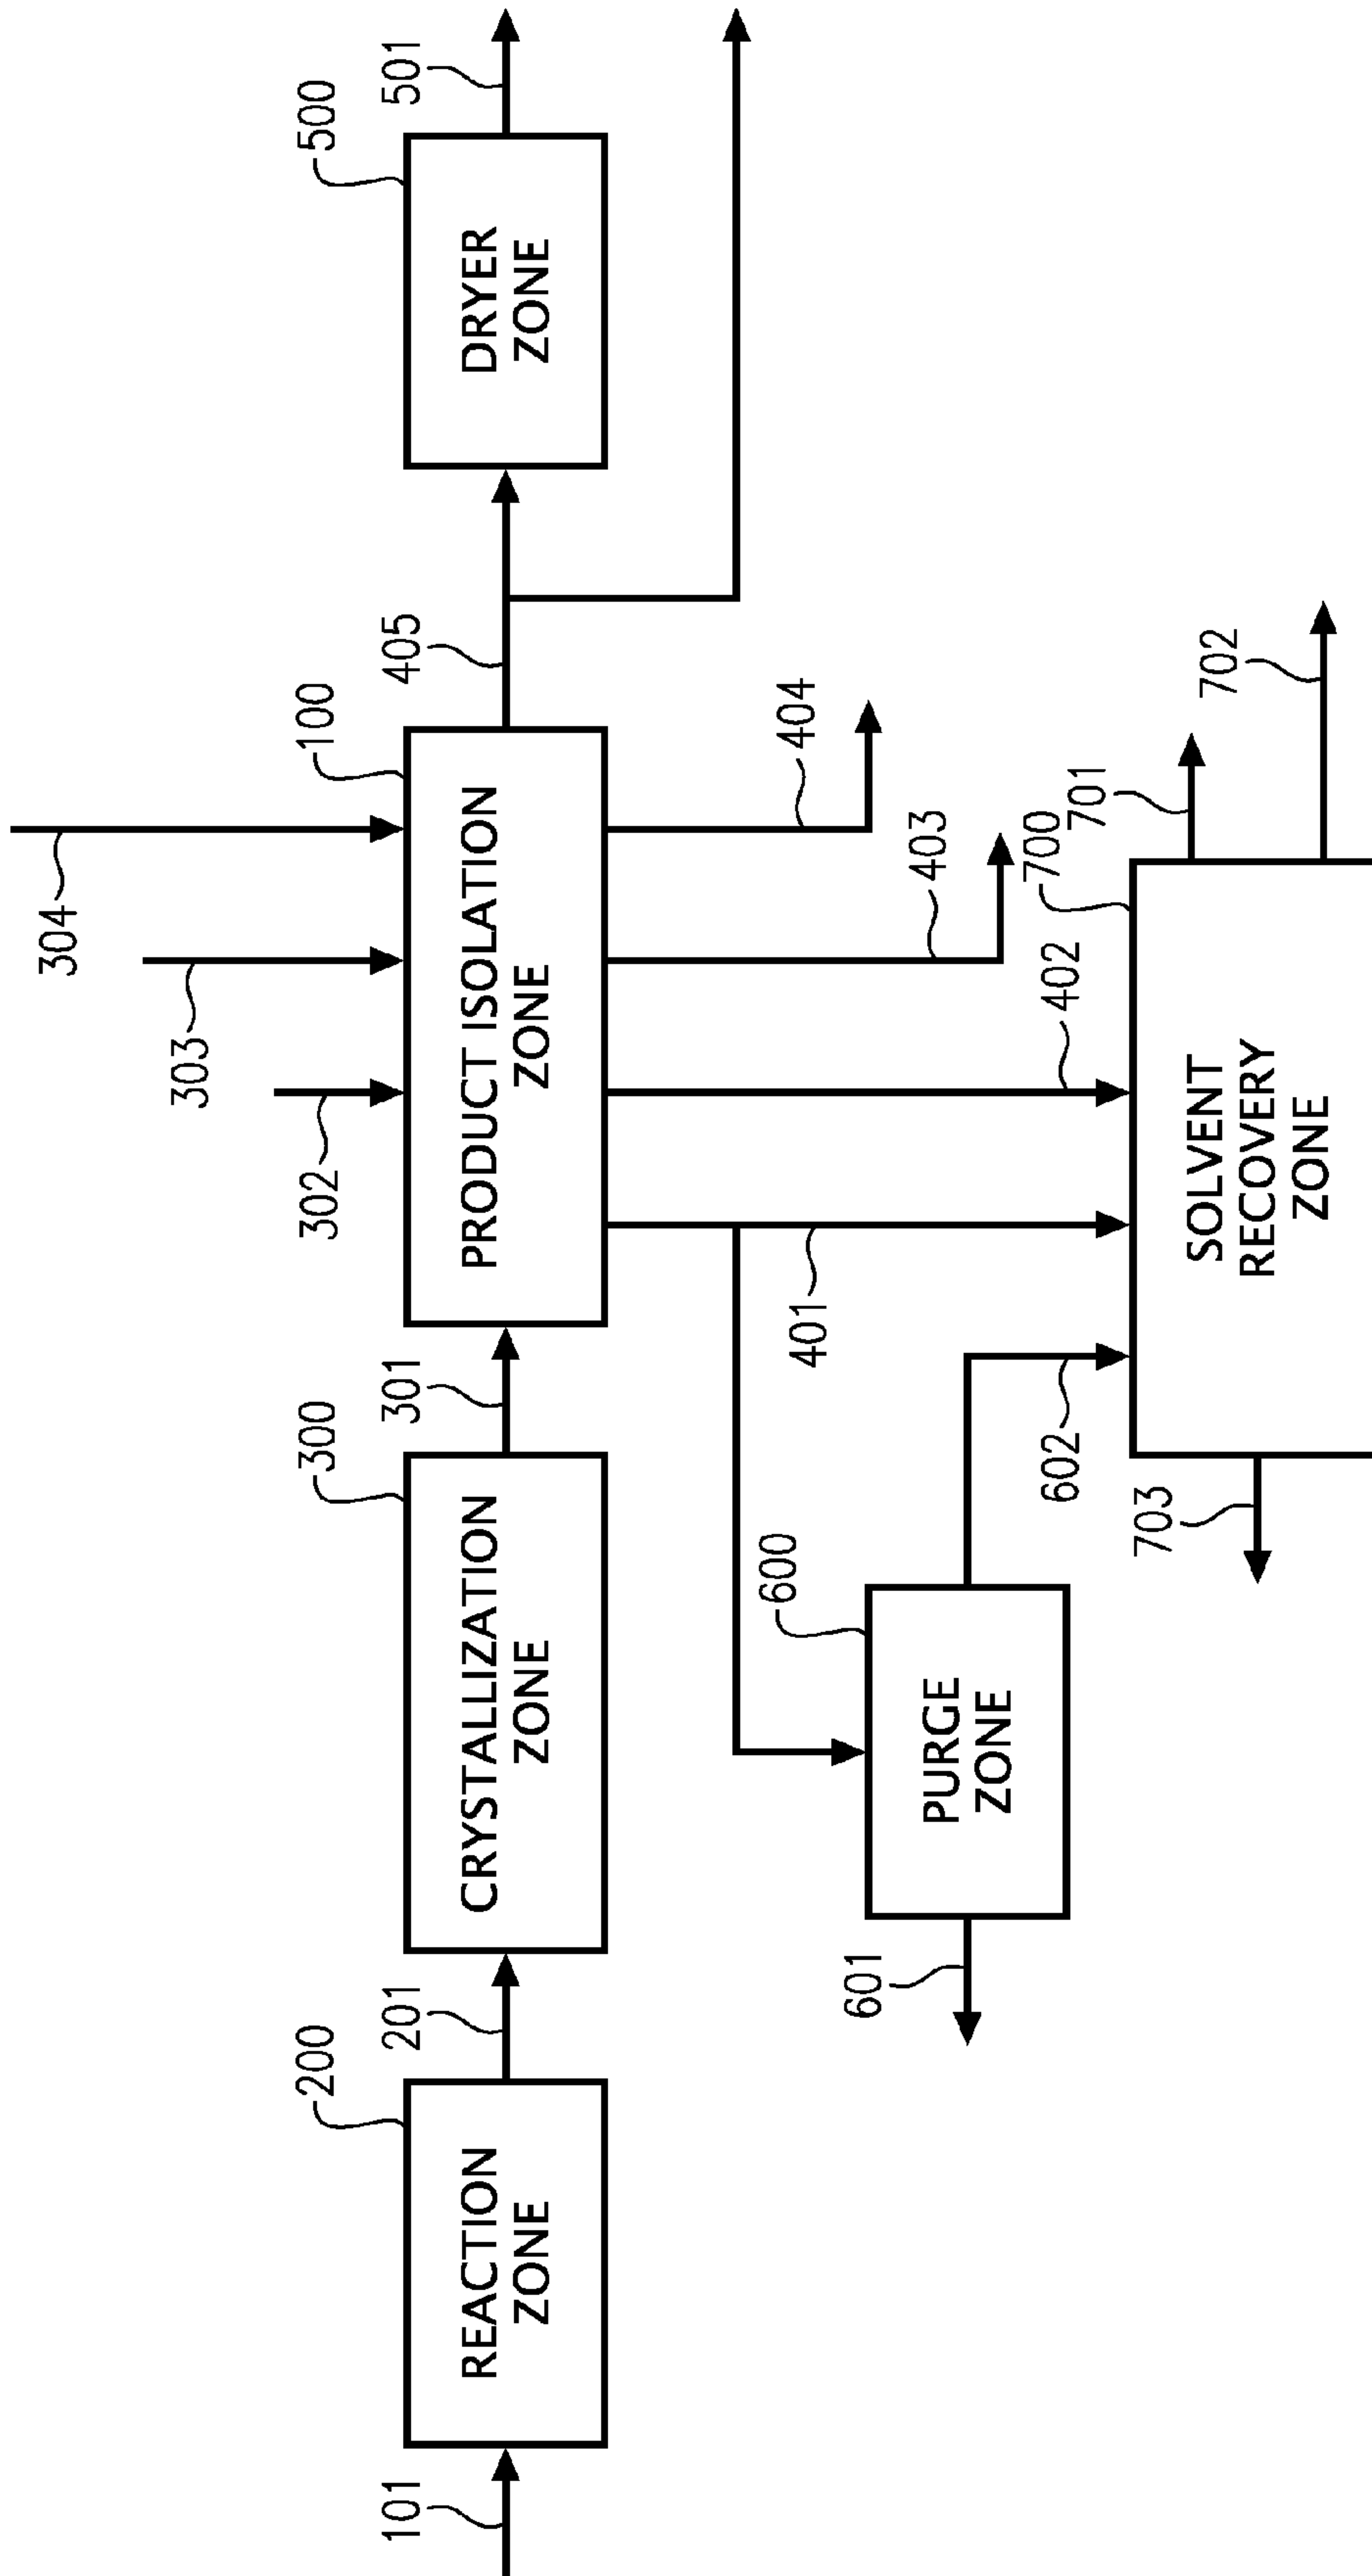 304
303
302
101
200
REACTION
ZONE
201
300
CRYSTALLIZATION
ZONE
301
100
PRODUCT ISOLATION
ZONE
405
500
DRYER
ZONE
501
401
402
403
404
600
PURGE
ZONE
601
602
700
SOLVENT
RECOVERY
ZONE
701
702
703